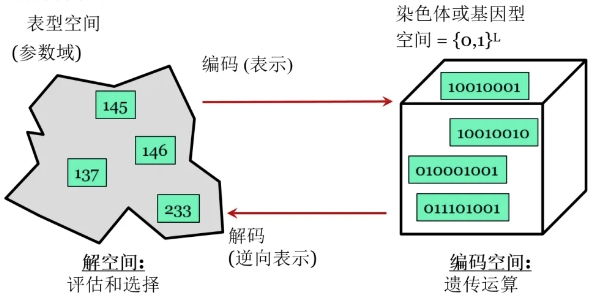 表型空间
(参数域)
145
146
137
233
解空间：
评估和选择
编码 (表示)
解码
(逆向表示)
染色体或基因型
空间 = {0,1}ᴸ
10010001
10010010
010001001
011101001
编码空间：
遗传运算